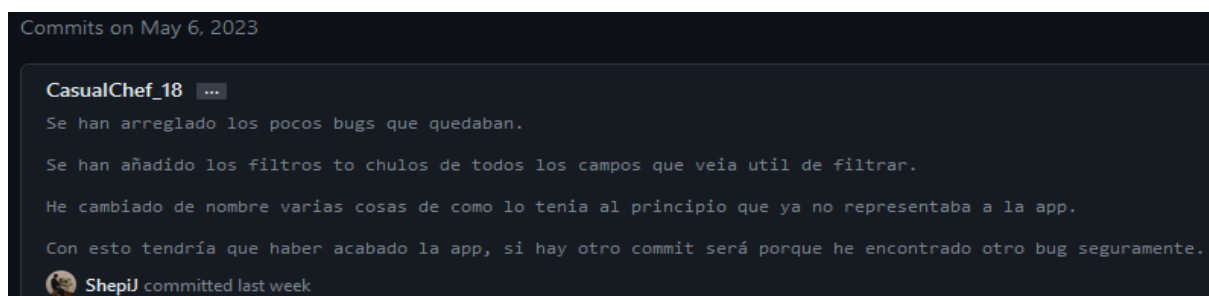 Commits on May 6, 2023
CasualChef_18 ...
Se han arreglado los pocos bugs que quedaban.
Se han añadido los filtros to chulos de todos los campos que veia util de filtrar.
He cambiado de nombre varias cosas de como lo tenia al principio que ya no representaba a la app.
Con esto tendría que haber acabado la app, si hay otro commit será porque he encontrado otro bug seguramente.
ShepiJ committed last week